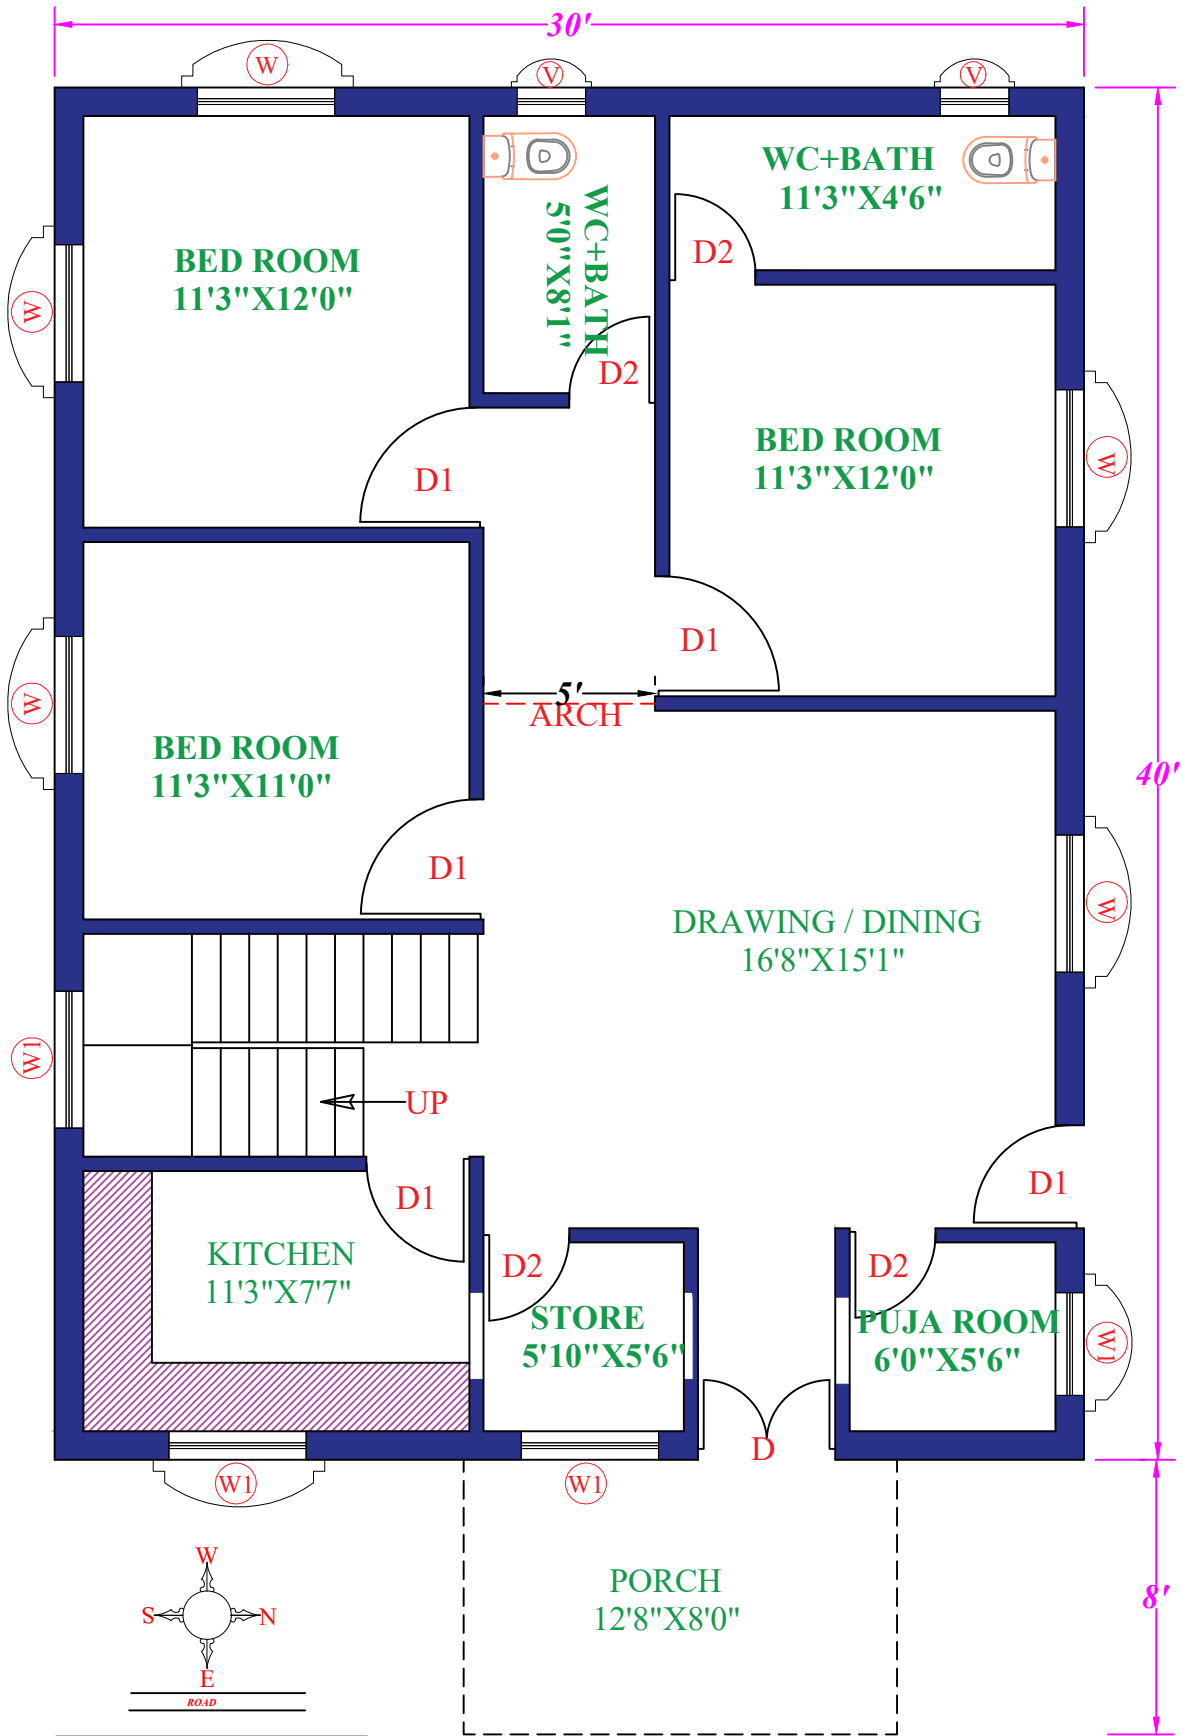 30'
W
V
V
WC+BATH
11'3"X4'6"
WC+BATH
5'0"X8'1"
D2
BED ROOM
11'3"X12'0"
W
D2
BED ROOM
11'3"X12'0"
W
D1
D1
5'
ARCH
W
BED ROOM
11'3"X11'0"
40'
D1
W
DRAWING / DINING
16'8"X15'1"
W1
UP
D1
D1
KITCHEN
11'3"X7'7"
D2
D2
STORE
5'10"X5'6"
PUJA ROOM
6'0"X5'6"
W1
D
W1
W1
PORCH
12'8"X8'0"
8'
W
S
N
E
ROAD